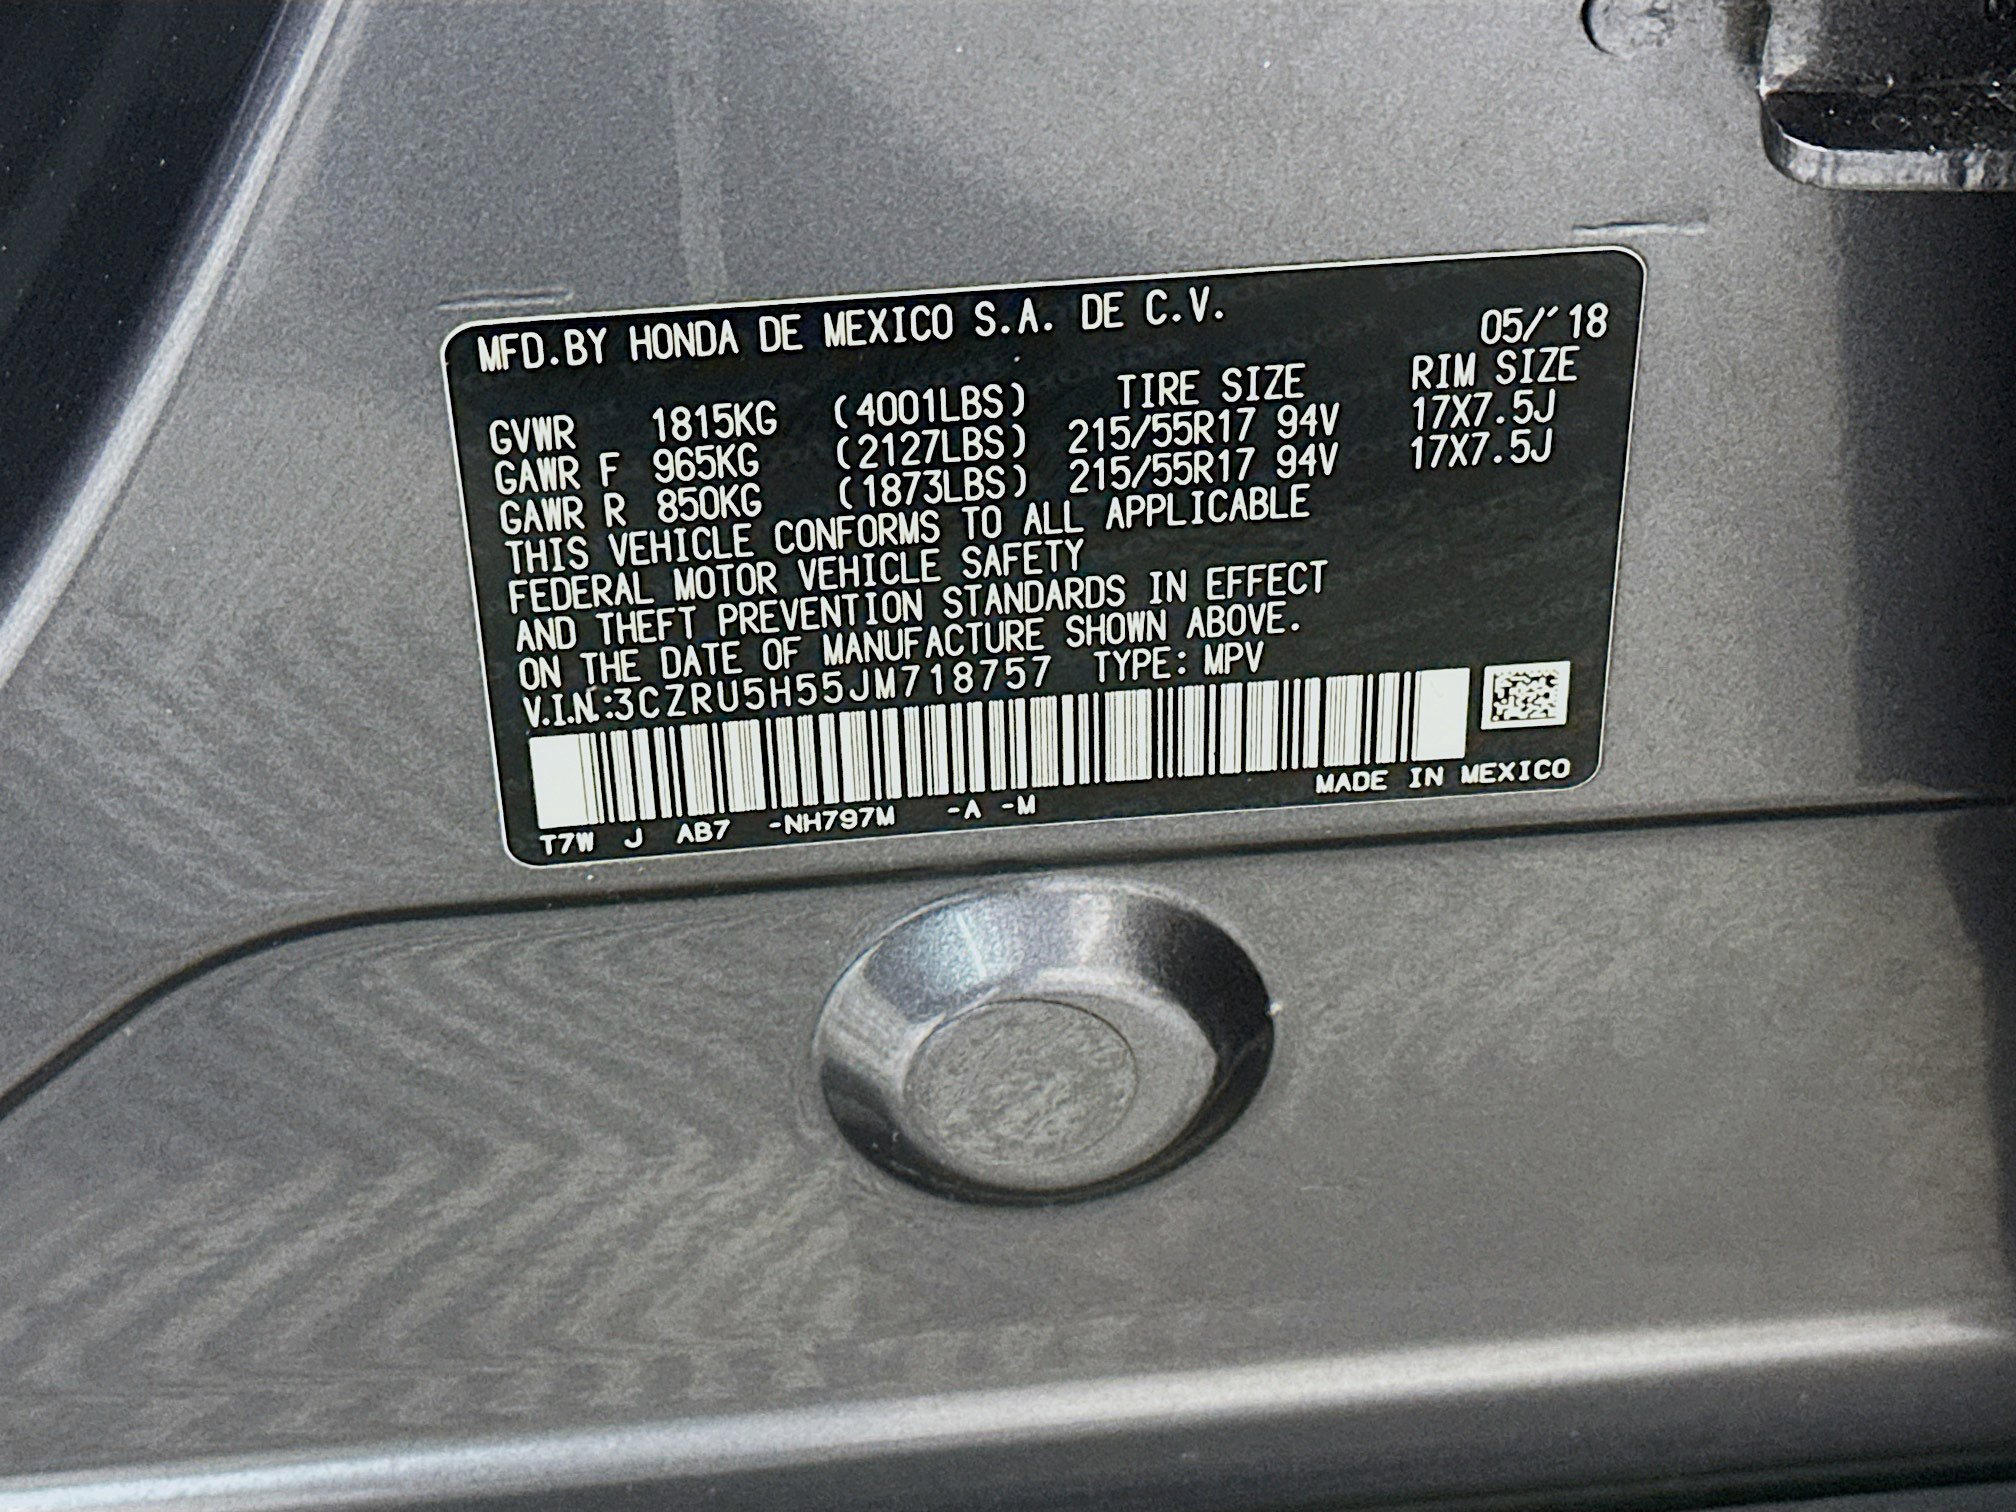 MFD.BY HONDA DE MEXICO S.A. DE C.V. 05/'18
TIRE SIZE RIM SIZE
GVWR 1815KG (4001LBS)
GAWR F 965KG (2127LBS) 215/55R17 94V 17X7.5J
GAWR R 850KG (1873LBS) 215/55R17 94V 17X7.5J
THIS VEHICLE CONFORMS TO ALL APPLICABLE
FEDERAL MOTOR VEHICLE SAFETY
AND THEFT PREVENTION STANDARDS IN EFFECT
ON THE DATE OF MANUFACTURE SHOWN ABOVE.
V.I.N.:3CZRU5H55JM718757 TYPE: MPV
MADE IN MEXICO
T7W J AB7 -NH797M -A -M